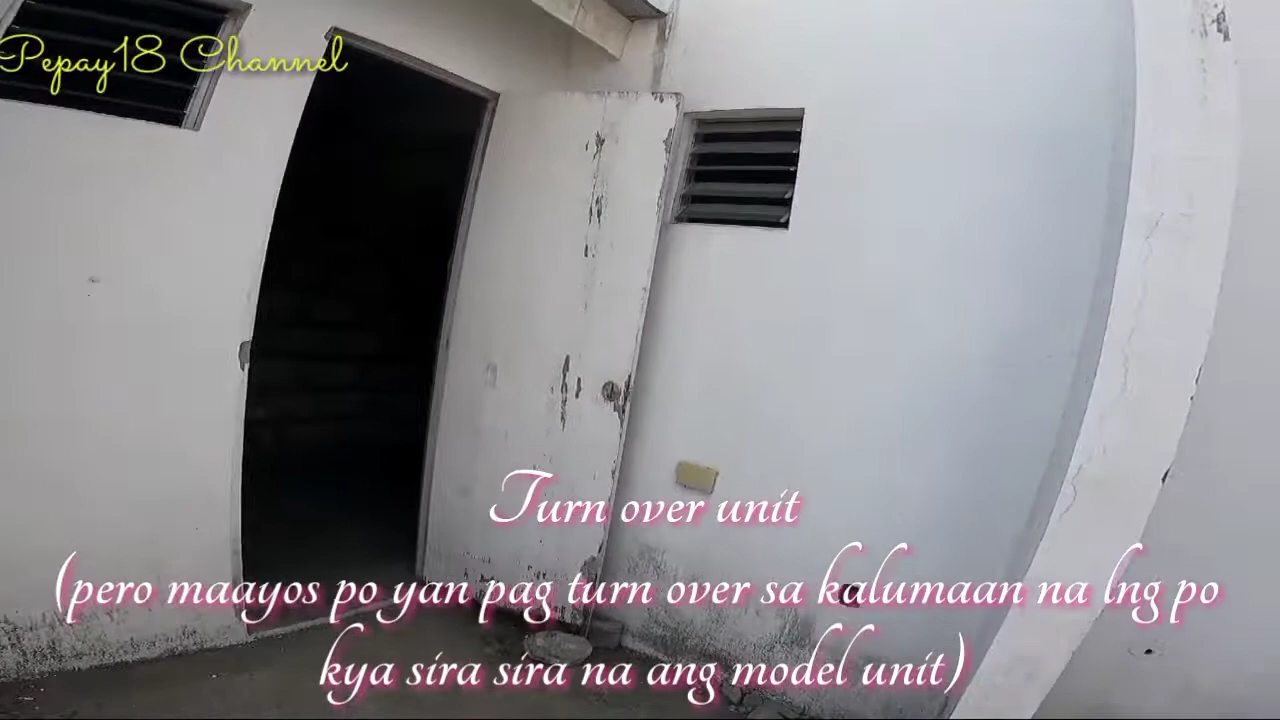 Pepay18 Channel
Turn over unit
(pero maayos po yan pag turn over sa kalumaan na lng po
kya sira sira na ang model unit)